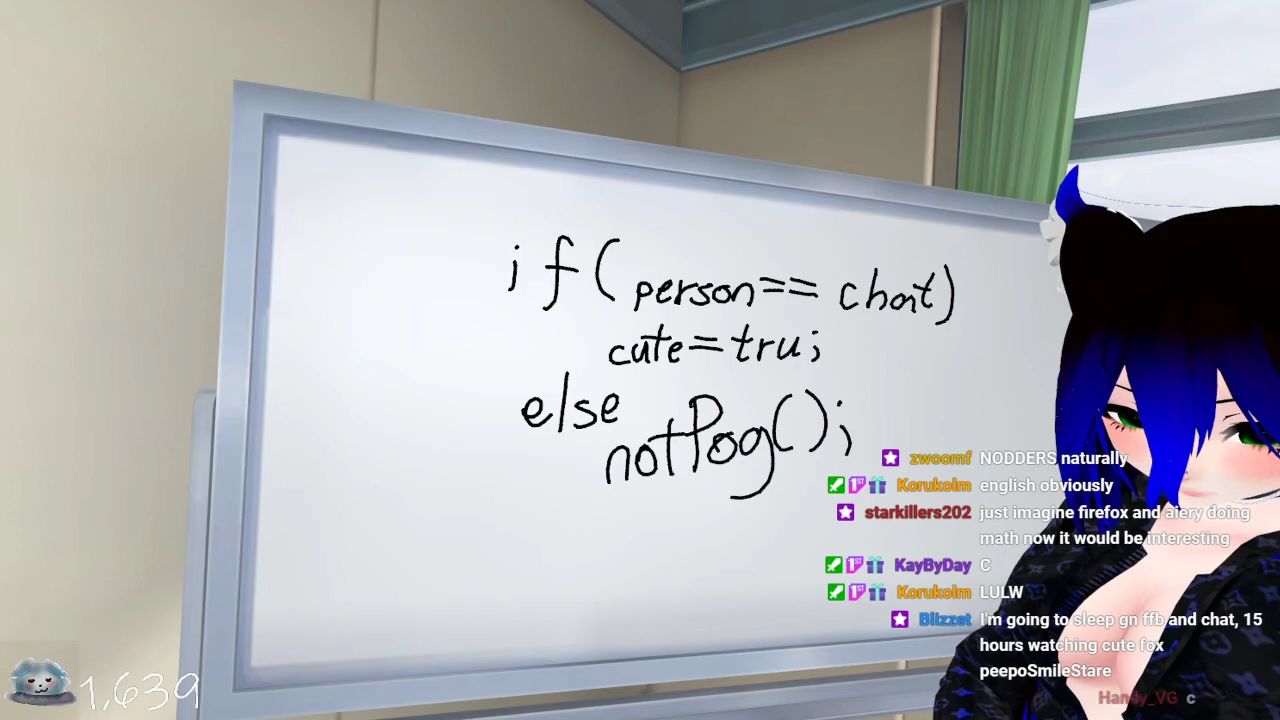 if(person== chat)
cute=tru;
else
notPog();
zwoomf NODDERS naturally
Korukolm english obviously
starkillers202 just imagine firefox and aiery doing
math now it would be interesting
KayByDay C
Korukolm LULW
Blizzet I'm going to sleep gn ffb and chat, 15
hours watching cute fox
peepoSmileStare
Handy_VG c
1,639